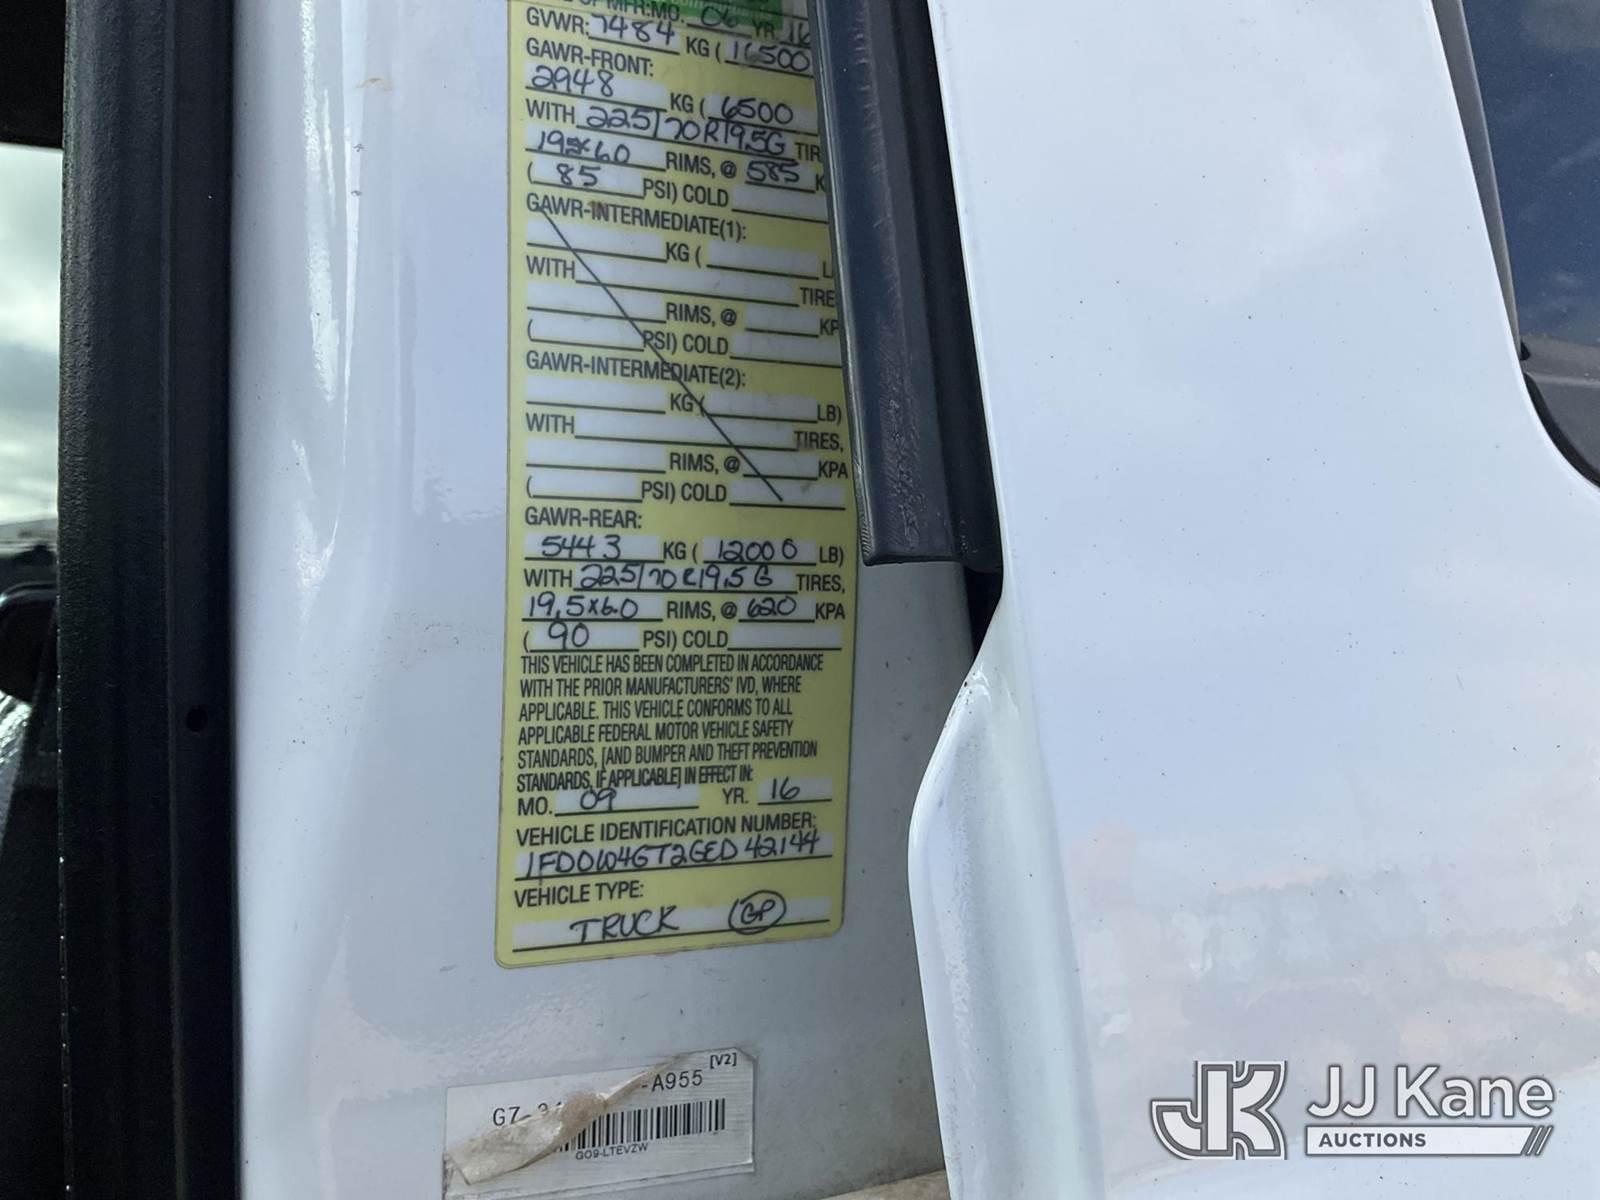 MFR:MO. 06 YR. 16
GVWR: 7484 KG ( 16500
GAWR-FRONT:
2948 KG ( 6500
WITH 225/70R19.5G TIR
19.5x6.0 RIMS, @ 585 K
( 85 PSI) COLD
GAWR-INTERMEDIATE(1):
KG ( L
WITH TIRE
RIMS, @ KP
( PSI) COLD
GAWR-INTERMEDIATE(2):
KG ( LB)
WITH TIRES,
RIMS, @ KPA
( PSI) COLD
GAWR-REAR:
5443 KG ( 12000 LB)
WITH 225/70R19.5G TIRES,
19.5x6.0 RIMS, @ 620 KPA
( 90 PSI) COLD
THIS VEHICLE HAS BEEN COMPLETED IN ACCORDANCE
WITH THE PRIOR MANUFACTURERS' IVD, WHERE
APPLICABLE. THIS VEHICLE CONFORMS TO ALL
APPLICABLE FEDERAL MOTOR VEHICLE SAFETY
STANDARDS, [AND BUMPER AND THEFT PREVENTION
STANDARDS, IF APPLICABLE] IN EFFECT IN:
MO. 09 YR. 16
VEHICLE IDENTIFICATION NUMBER:
1FD0W4GT2GED42144
VEHICLE TYPE:
TRUCK GP
[V2]
G7- -A955
GO9-LTEVZW
JK JJ Kane
AUCTIONS